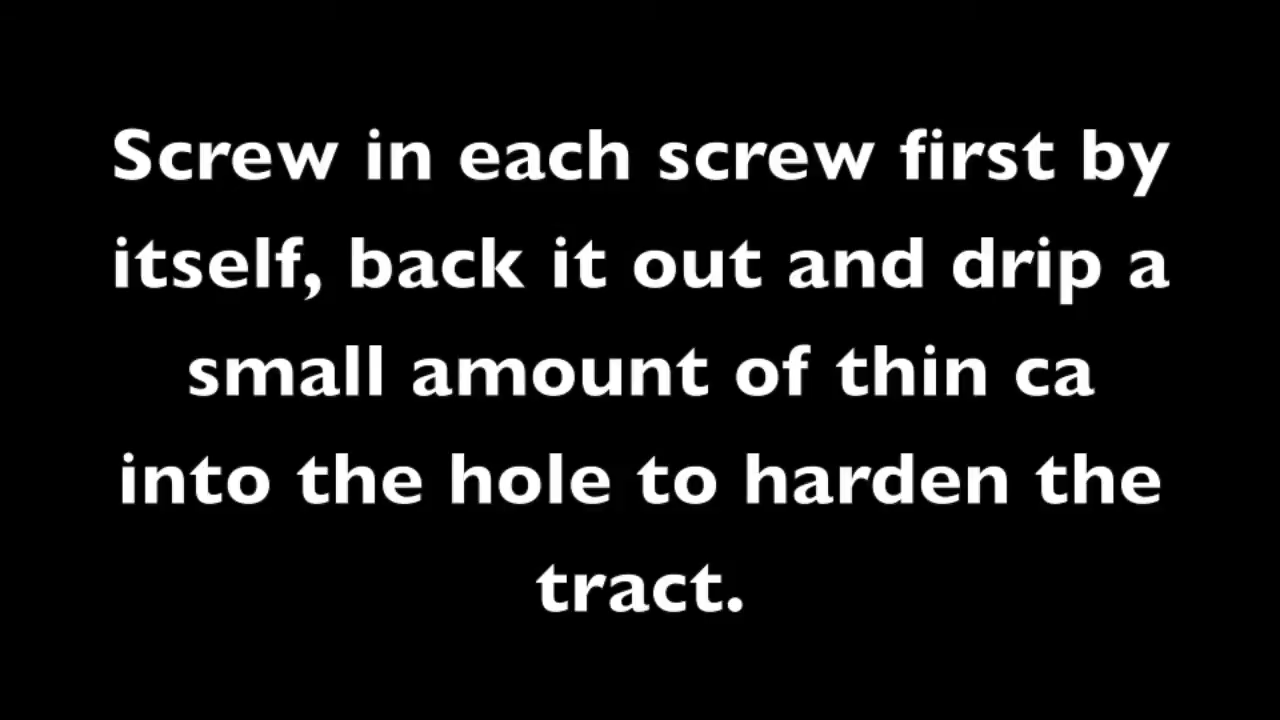 Screw in each screw first by
itself, back it out and drip a
small amount of thin ca
into the hole to harden the
tract.